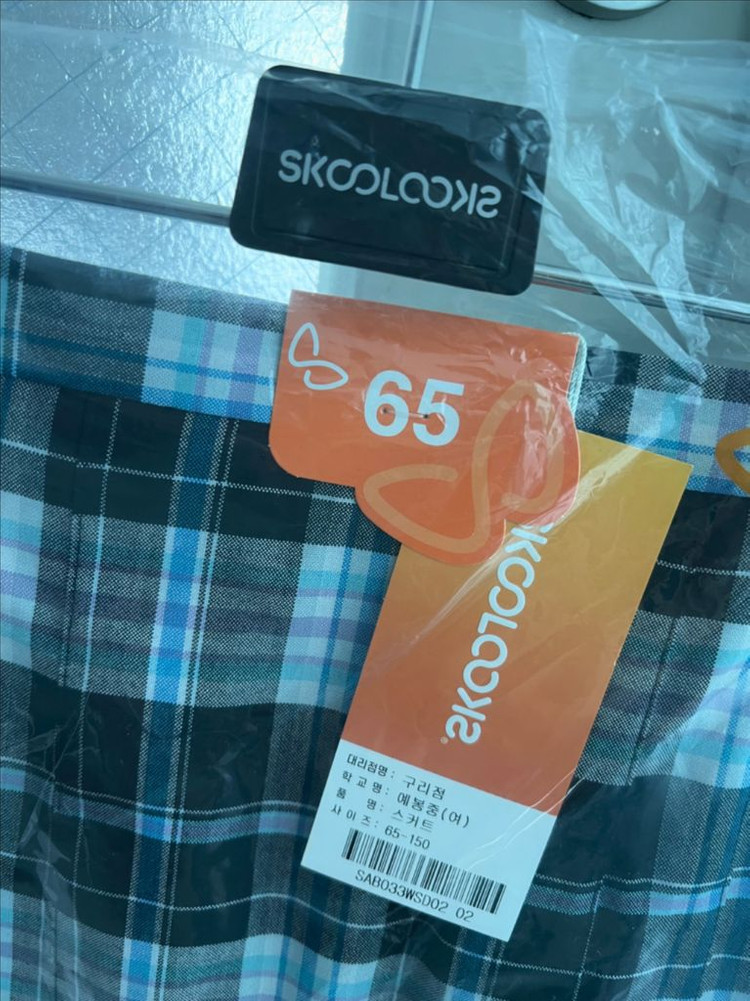 SKOOLOOKS
65
SKOOLOOKS
대리점명: 구리점
학교명: 예봉중(여)
품 명: 스커트
사이즈: 65-150
SAB033WSD02 02